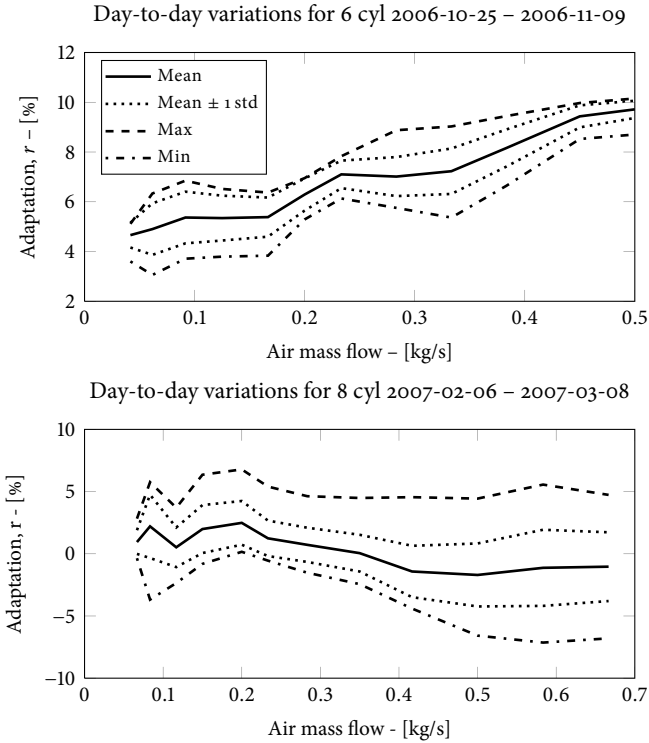 Day-to-day variations for 6 cyl 2006-10-25 – 2006-11-09
12
10
8
6
4
2
Adaptation, r – [%]
Mean
Mean ± 1 std
Max
Min
0 0.1 0.2 0.3 0.4 0.5
Air mass flow – [kg/s]
Day-to-day variations for 8 cyl 2007-02-06 – 2007-03-08
10
5
0
−5
−10
Adaptation, r - [%]
0 0.1 0.2 0.3 0.4 0.5 0.6 0.7
Air mass flow - [kg/s]